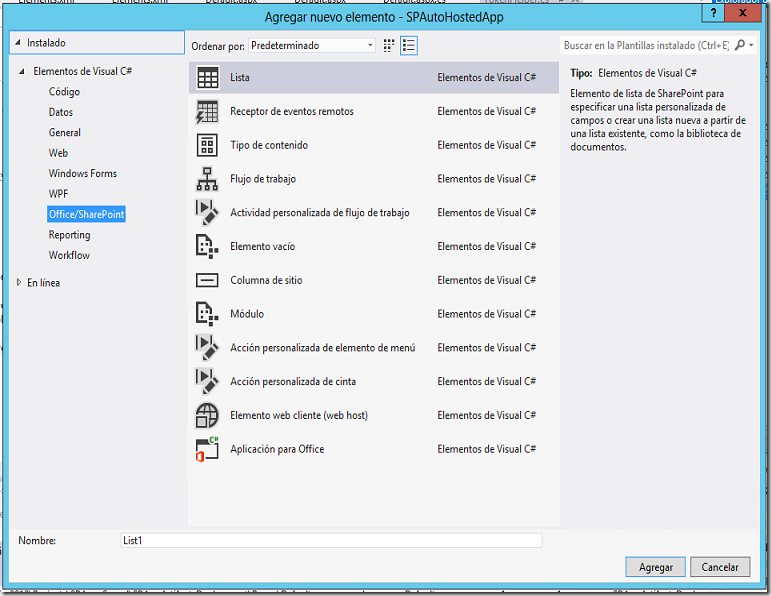 Agregar nuevo elemento - SPAutoHostedApp
?
X
Instalado
Ordenar por: Predeterminado
Buscar en la Plantillas instalado (Ctrl+E)
Elementos de Visual C#
Código
Datos
General
Web
Windows Forms
WPF
Office/SharePoint
Reporting
Workflow
En línea
Lista Elementos de Visual C#
Receptor de eventos remotos Elementos de Visual C#
Tipo de contenido Elementos de Visual C#
Flujo de trabajo Elementos de Visual C#
Actividad personalizada de flujo de trabajo Elementos de Visual C#
Elemento vacío Elementos de Visual C#
Columna de sitio Elementos de Visual C#
Módulo Elementos de Visual C#
Acción personalizada de elemento de menú Elementos de Visual C#
Acción personalizada de cinta Elementos de Visual C#
Elemento web cliente (web host) Elementos de Visual C#
C#
Aplicación para Office Elementos de Visual C#
Tipo: Elementos de Visual C#
Elemento de lista de SharePoint para
especificar una lista personalizada de
campos o crear una lista nueva a partir de
una lista existente, como la biblioteca de
documentos.
Nombre: List1
Agregar Cancelar